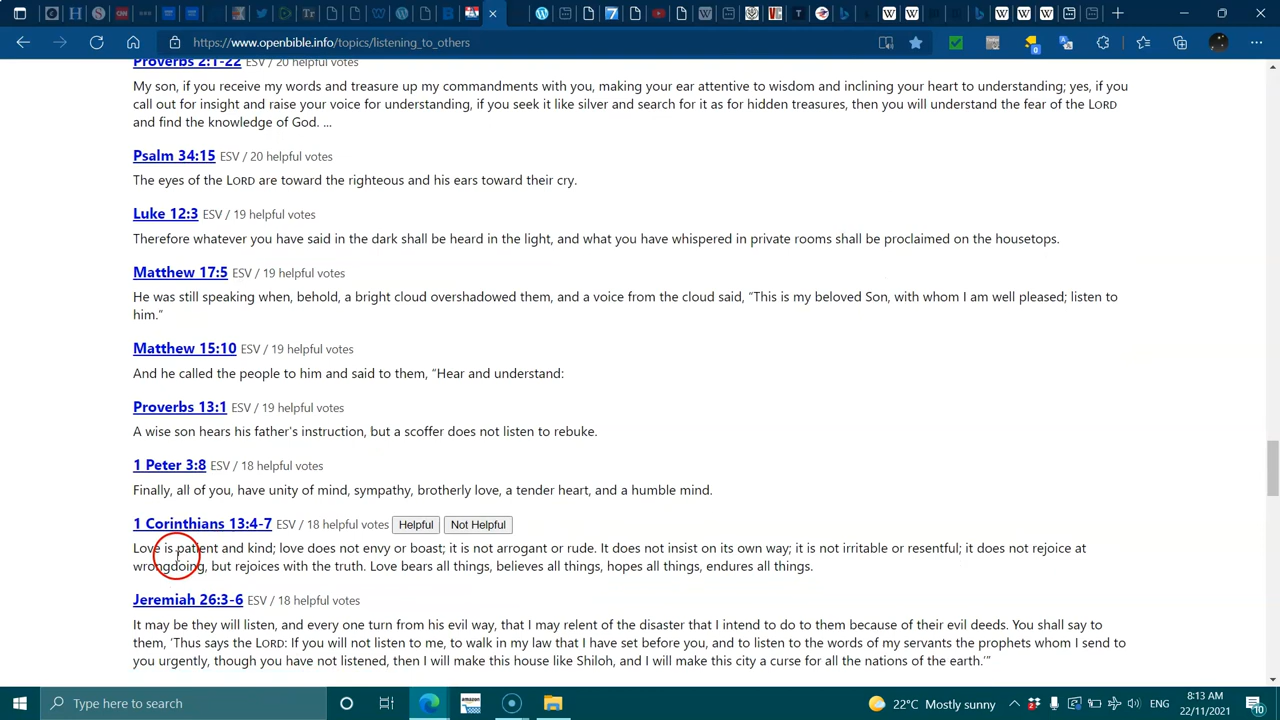 https://www.openbible.info/topics/listening_to_others
Proverbs 2:1-22 ESV / 20 helpful votes
My son, if you receive my words and treasure up my commandments with you, making your ear attentive to wisdom and inclining your heart to understanding; yes, if you
call out for insight and raise your voice for understanding, if you seek it like silver and search for it as for hidden treasures, then you will understand the fear of the LORD
and find the knowledge of God. ...
Psalm 34:15 ESV / 20 helpful votes
The eyes of the LORD are toward the righteous and his ears toward their cry.
Luke 12:3 ESV / 19 helpful votes
Therefore whatever you have said in the dark shall be heard in the light, and what you have whispered in private rooms shall be proclaimed on the housetops.
Matthew 17:5 ESV / 19 helpful votes
He was still speaking when, behold, a bright cloud overshadowed them, and a voice from the cloud said, “This is my beloved Son, with whom I am well pleased; listen to
him.”
Matthew 15:10 ESV / 19 helpful votes
And he called the people to him and said to them, “Hear and understand:
Proverbs 13:1 ESV / 19 helpful votes
A wise son hears his father's instruction, but a scoffer does not listen to rebuke.
1 Peter 3:8 ESV / 18 helpful votes
Finally, all of you, have unity of mind, sympathy, brotherly love, a tender heart, and a humble mind.
1 Corinthians 13:4-7 ESV / 18 helpful votes Helpful Not Helpful
Love is patient and kind; love does not envy or boast; it is not arrogant or rude. It does not insist on its own way; it is not irritable or resentful; it does not rejoice at
wrongdoing, but rejoices with the truth. Love bears all things, believes all things, hopes all things, endures all things.
Jeremiah 26:3-6 ESV / 18 helpful votes
It may be they will listen, and every one turn from his evil way, that I may relent of the disaster that I intend to do to them because of their evil deeds. You shall say to
them, ‘Thus says the LORD: If you will not listen to me, to walk in my law that I have set before you, and to listen to the words of my servants the prophets whom I send to
you urgently, though you have not listened, then I will make this house like Shiloh, and I will make this city a curse for all the nations of the earth.’”
Type here to search
amazon
22°C Mostly sunny
ENG
8:13 AM
22/11/2021